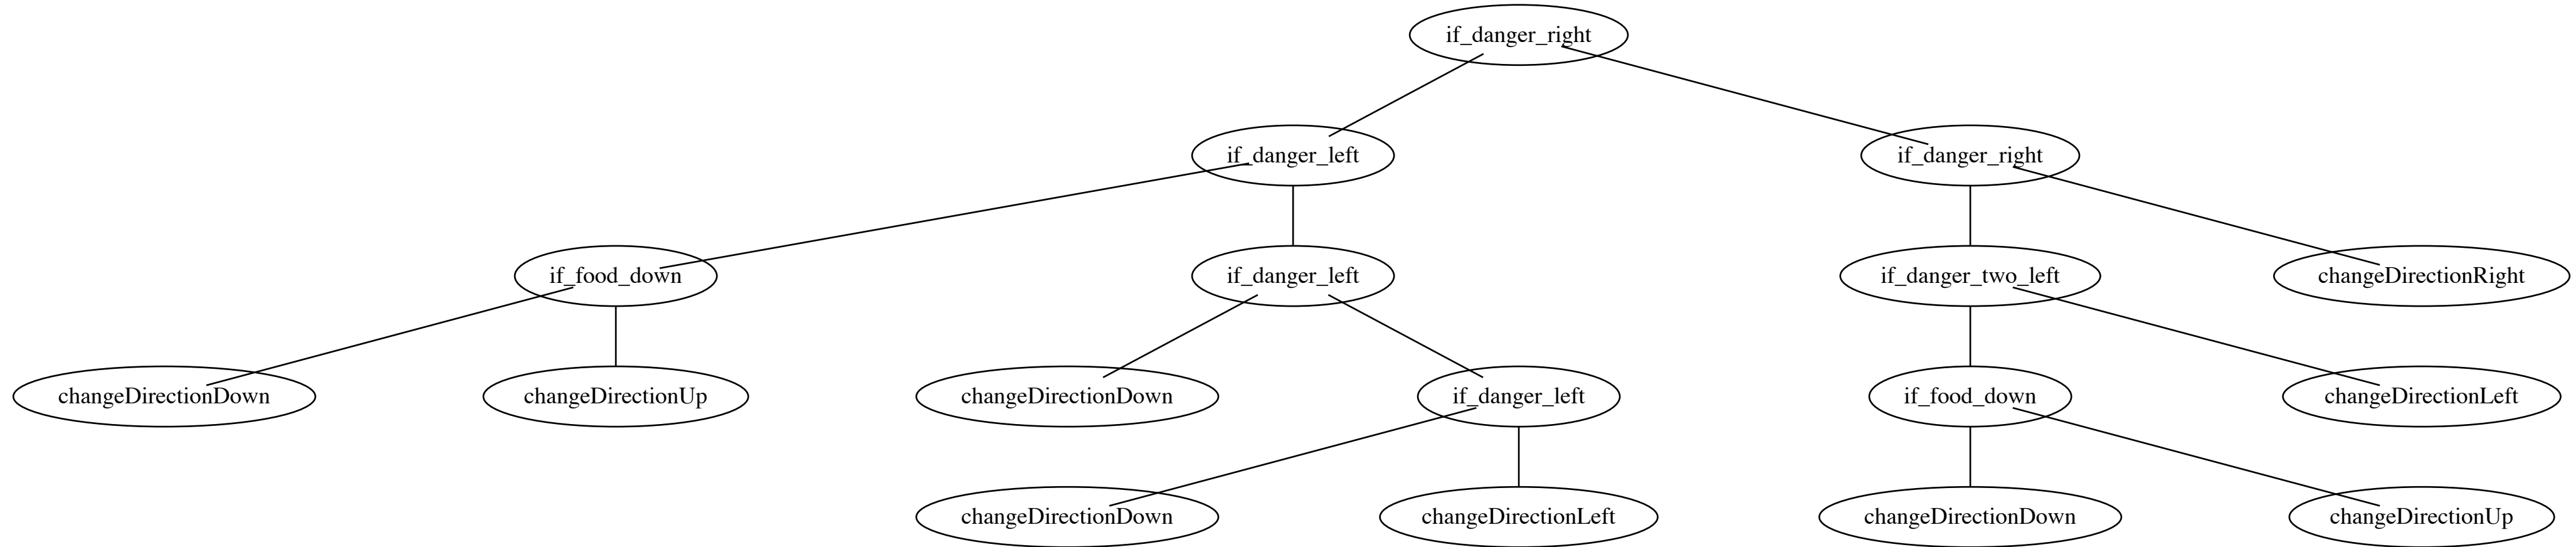 if_danger_right
if_danger_left
if_danger_right
if_food_down
if_danger_left
if_danger_two_left
changeDirectionRight
changeDirectionDown
changeDirectionUp
changeDirectionDown
if_danger_left
if_food_down
changeDirectionLeft
changeDirectionDown
changeDirectionLeft
changeDirectionDown
changeDirectionUp